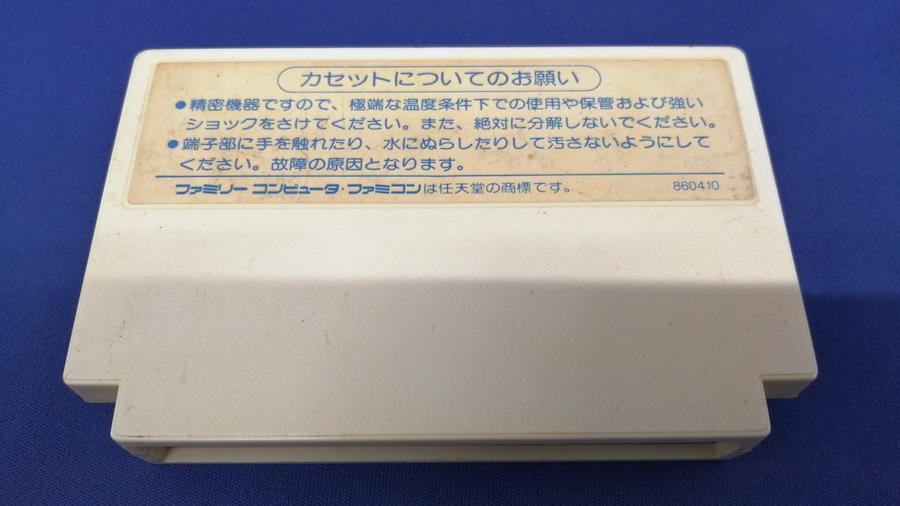 カセットについてのお願い
●精密機器ですので、極端な温度条件下での使用や保管および強い
ショックをさけてください。また、絶対に分解しないでください。
●端子部に手を触れたり、水にぬらしたりして汚さないようにして
ください。故障の原因となります。
ファミリー コンピュータ・ファミコンは任天堂の商標です。 860410